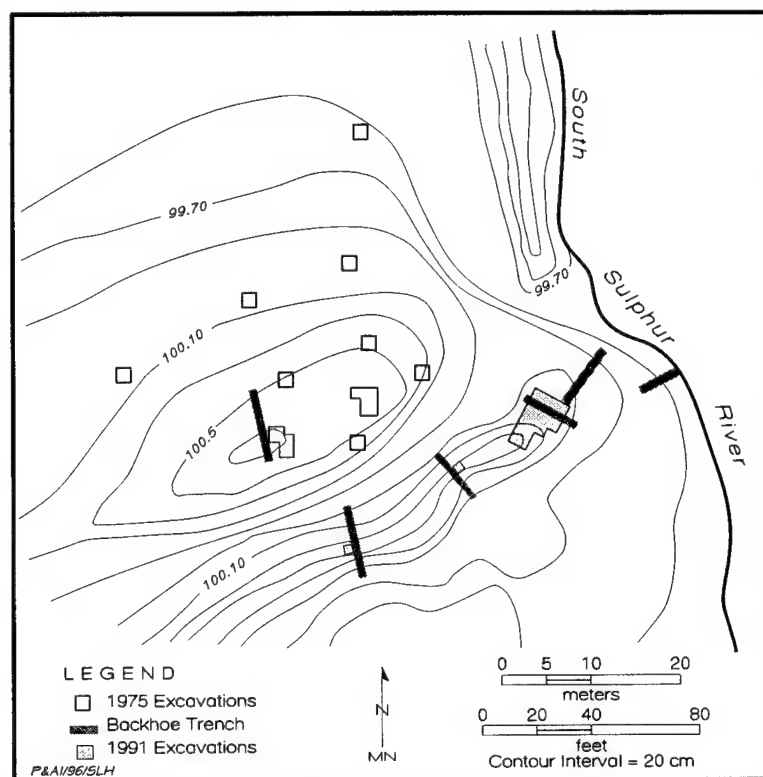 South
99.70
99.70
Sulphur
100.10
100.5
River
100.10
LEGEND
1975 Excavations
Backhoe Trench
1991 Excavations
N
MN
0 5 10 20
meters
0 20 40 80
feet
Contour Interval = 20 cm
P&AI/96/SLH